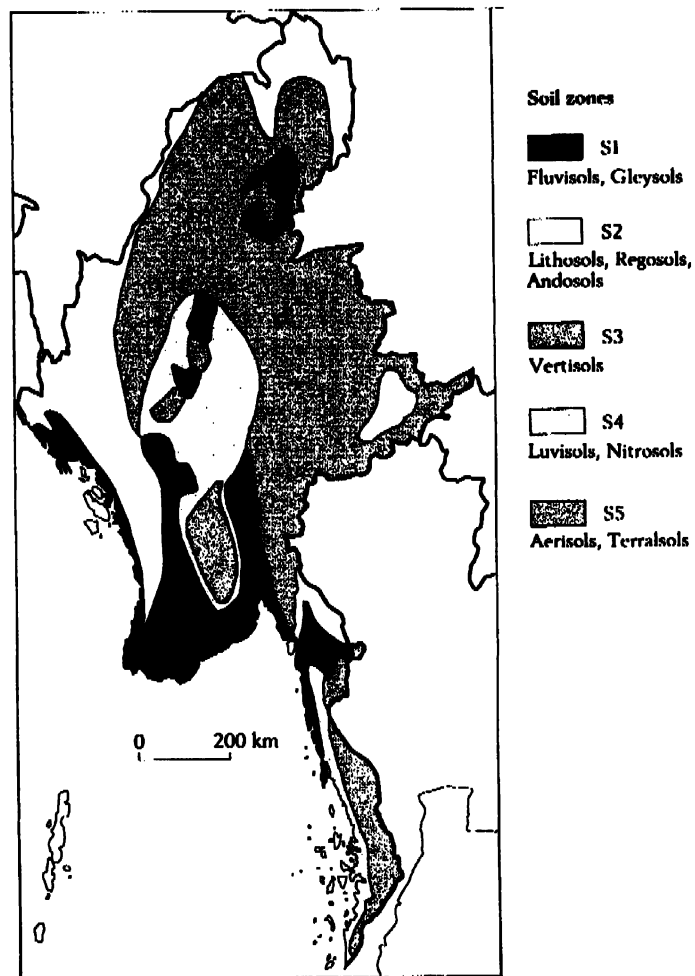 Soil zones
S1
Fluvisols, Gleysols
S2
Lithosols, Regosols,
Andosols
S3
Vertisols
S4
Luvisols, Nitrosols
S5
Aerisols, Terralsols
0 200 km